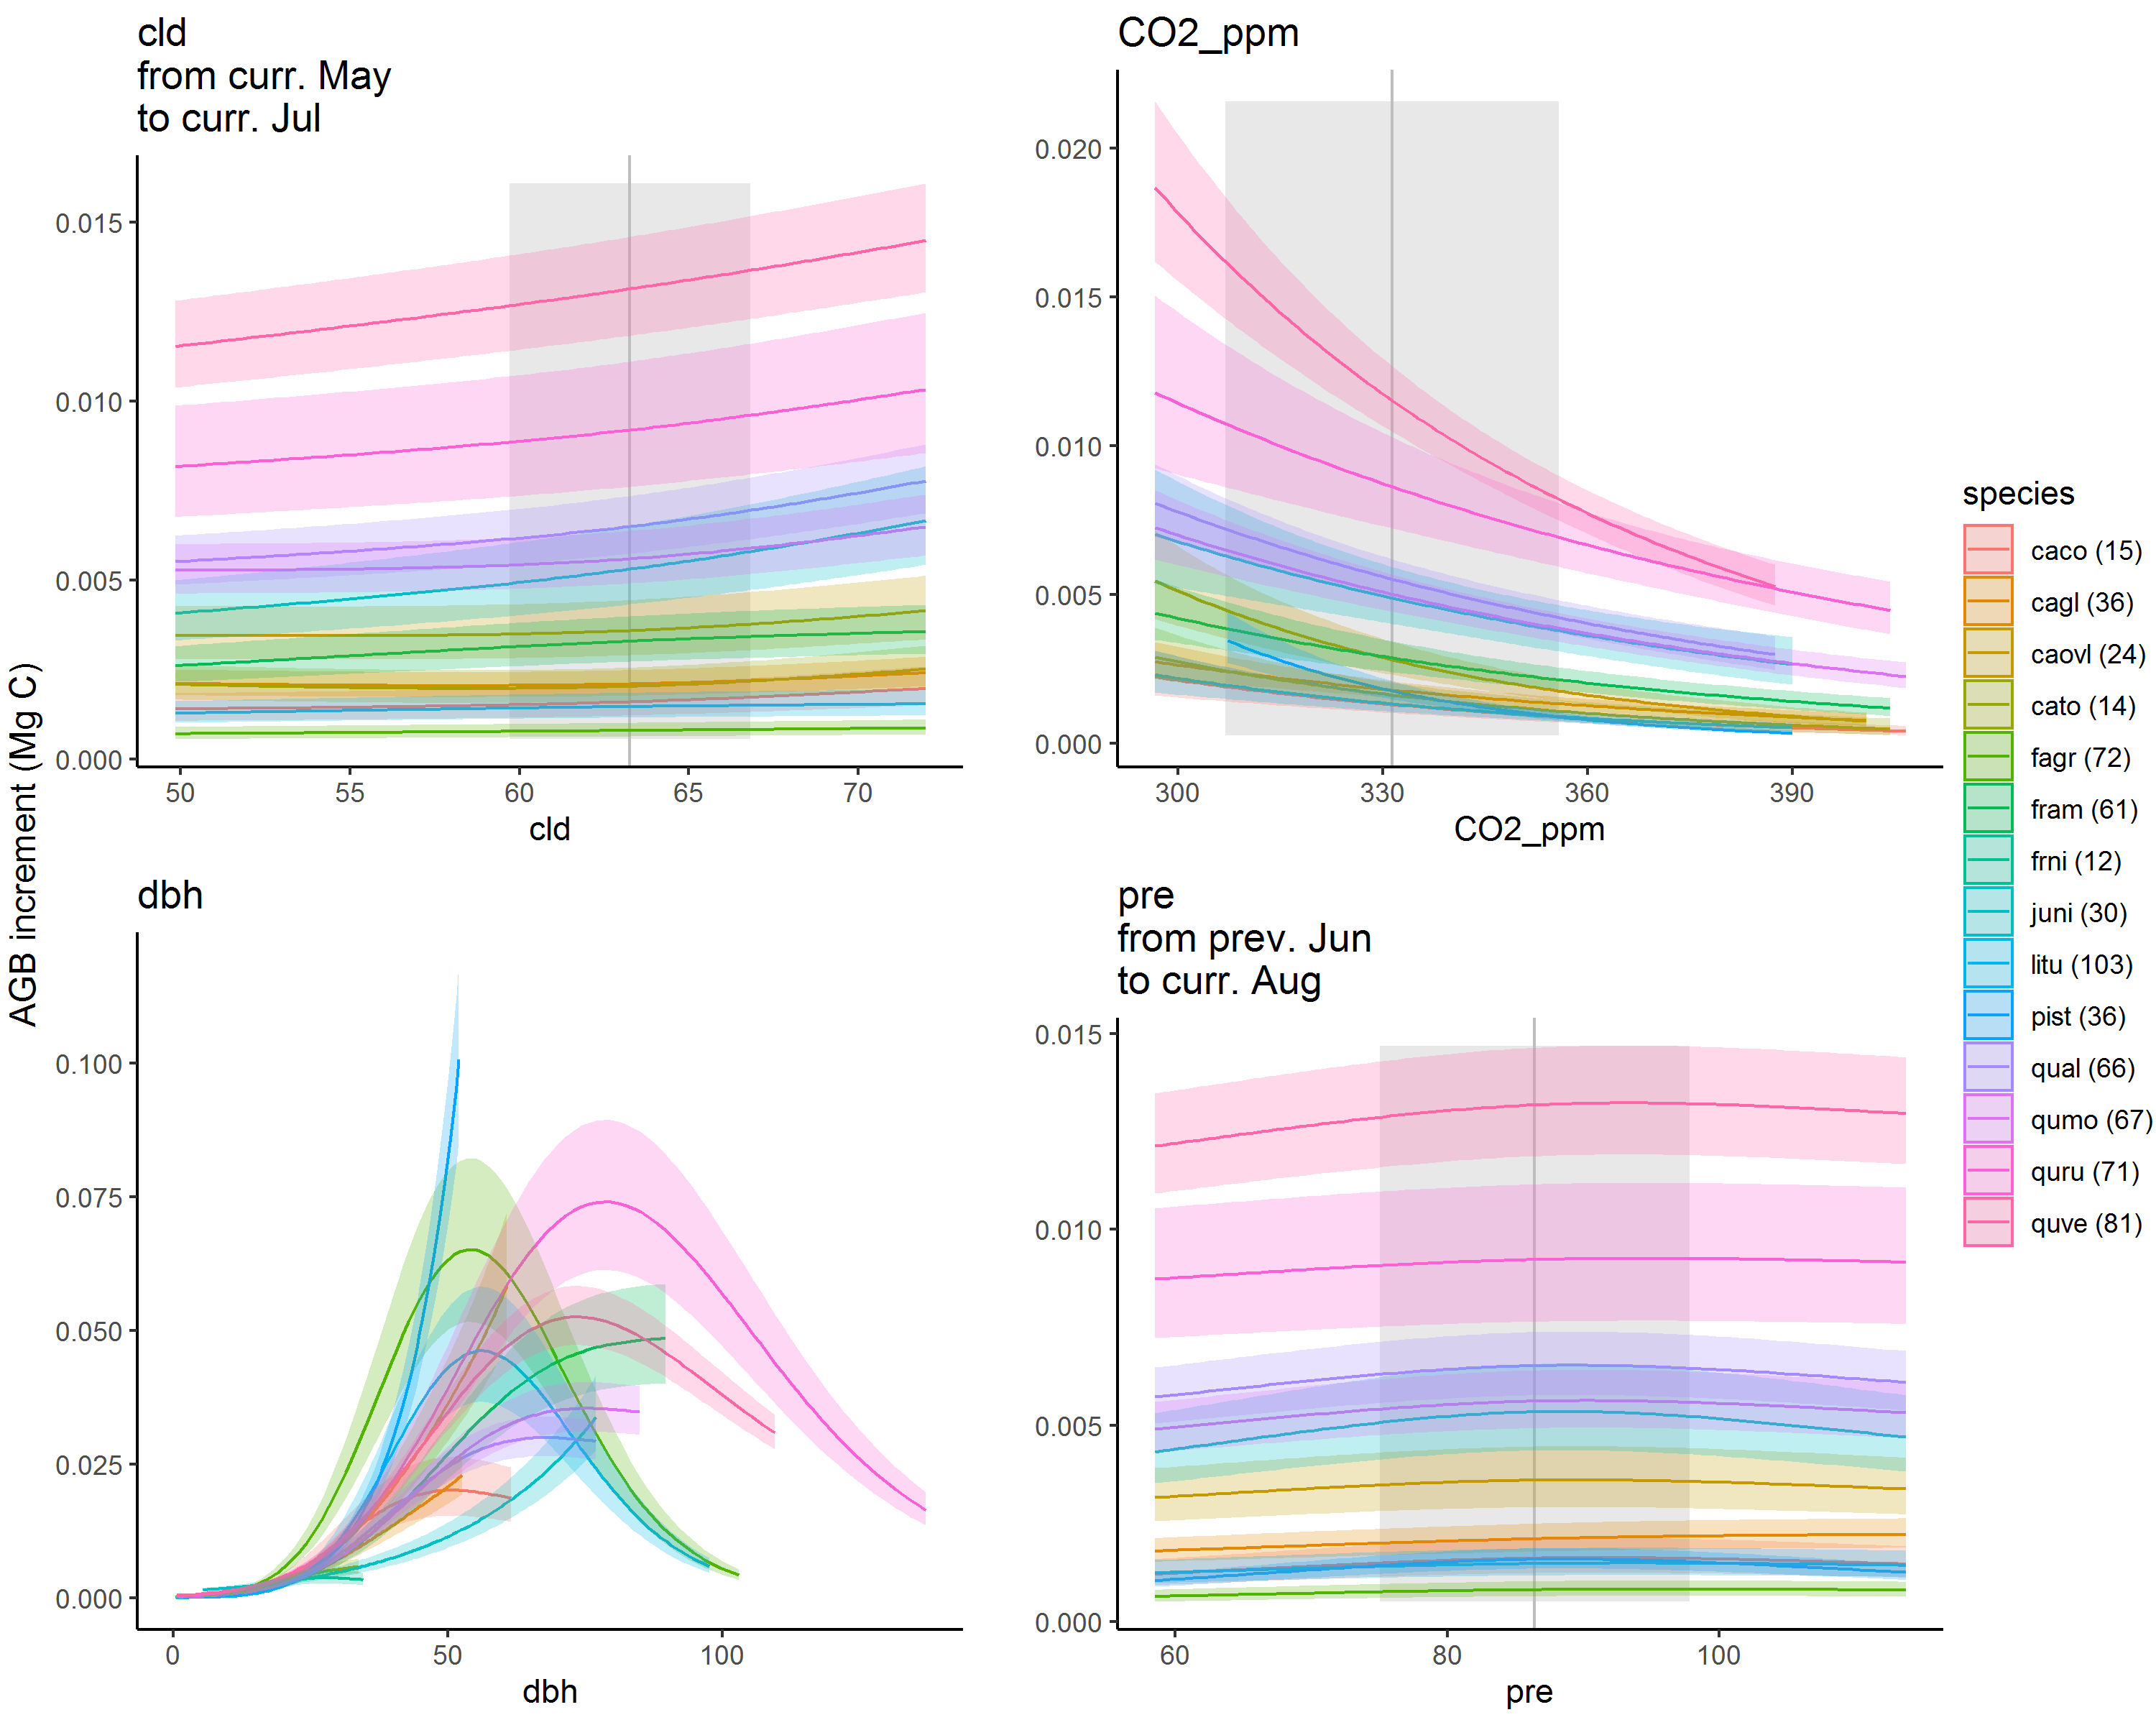 cld
from curr. May
to curr. Jul
0.015
0.010
0.005
0.000
50 55 60 65 70
cld
CO2_ppm
0.020
0.015
0.010
0.005
0.000
300 330 360 390
CO2_ppm
AGB increment (Mg C)
dbh
0.100
0.075
0.050
0.025
0.000
0 50 100
dbh
pre
from prev. Jun
to curr. Aug
0.015
0.010
0.005
0.000
60 80 100
pre
species
caco (15)
cagl (36)
caovl (24)
cato (14)
fagr (72)
fram (61)
frni (12)
juni (30)
litu (103)
pist (36)
qual (66)
qumo (67)
quru (71)
quve (81)